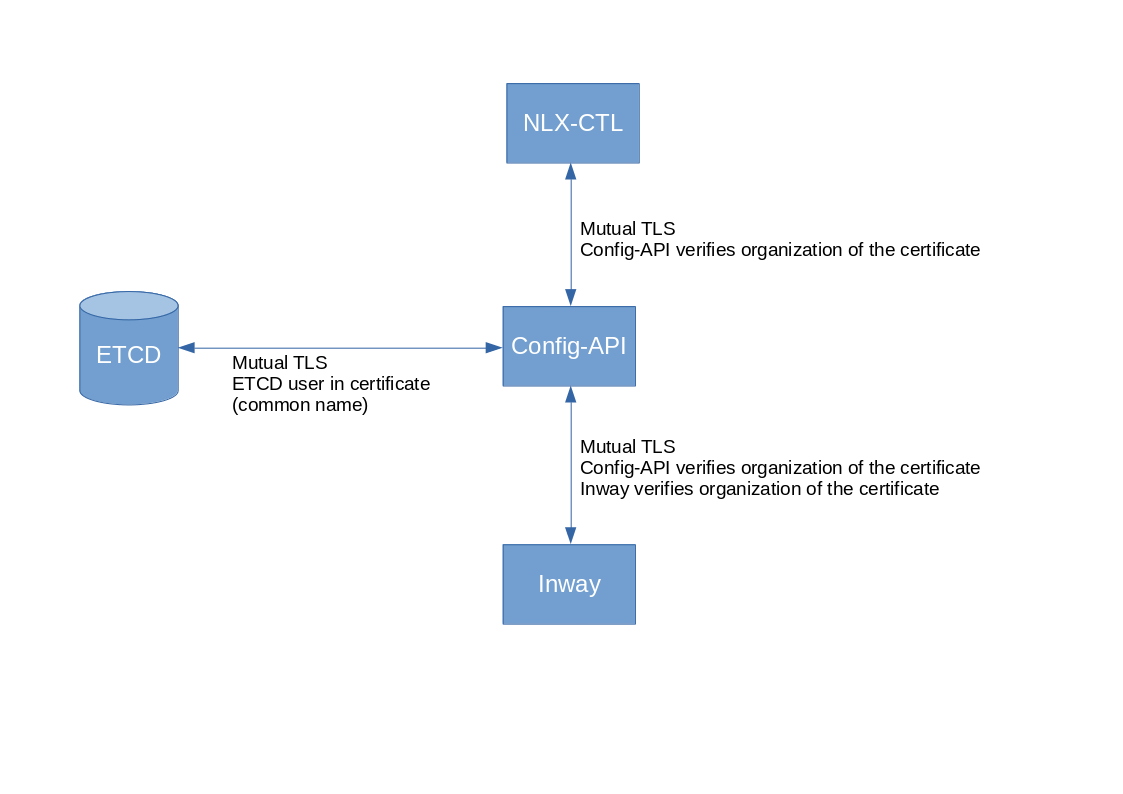 NLX-CTL
Mutual TLS
Config-API verifies organization of the certificate
ETCD
Config-API
Mutual TLS
ETCD user in certificate
(common name)
Mutual TLS
Config-API verifies organization of the certificate
Inway verifies organization of the certificate
Inway